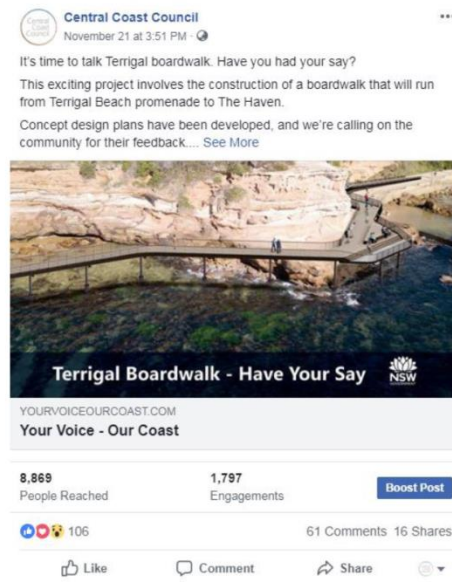 Central Coast Council
November 21 at 3:51 PM ·
It's time to talk Terrigal boardwalk. Have you had your say?
This exciting project involves the construction of a boardwalk that will run
from Terrigal Beach promenade to The Haven.
Concept design plans have been developed, and we're calling on the
community for their feedback.... See More
Terrigal Boardwalk - Have Your Say
NSW
GOVERNMENT
YOURVOICEOURCOAST.COM
Your Voice - Our Coast
8,869
People Reached
1,797
Engagements
Boost Post
106
61 Comments 16 Shares
Like
Comment
Share